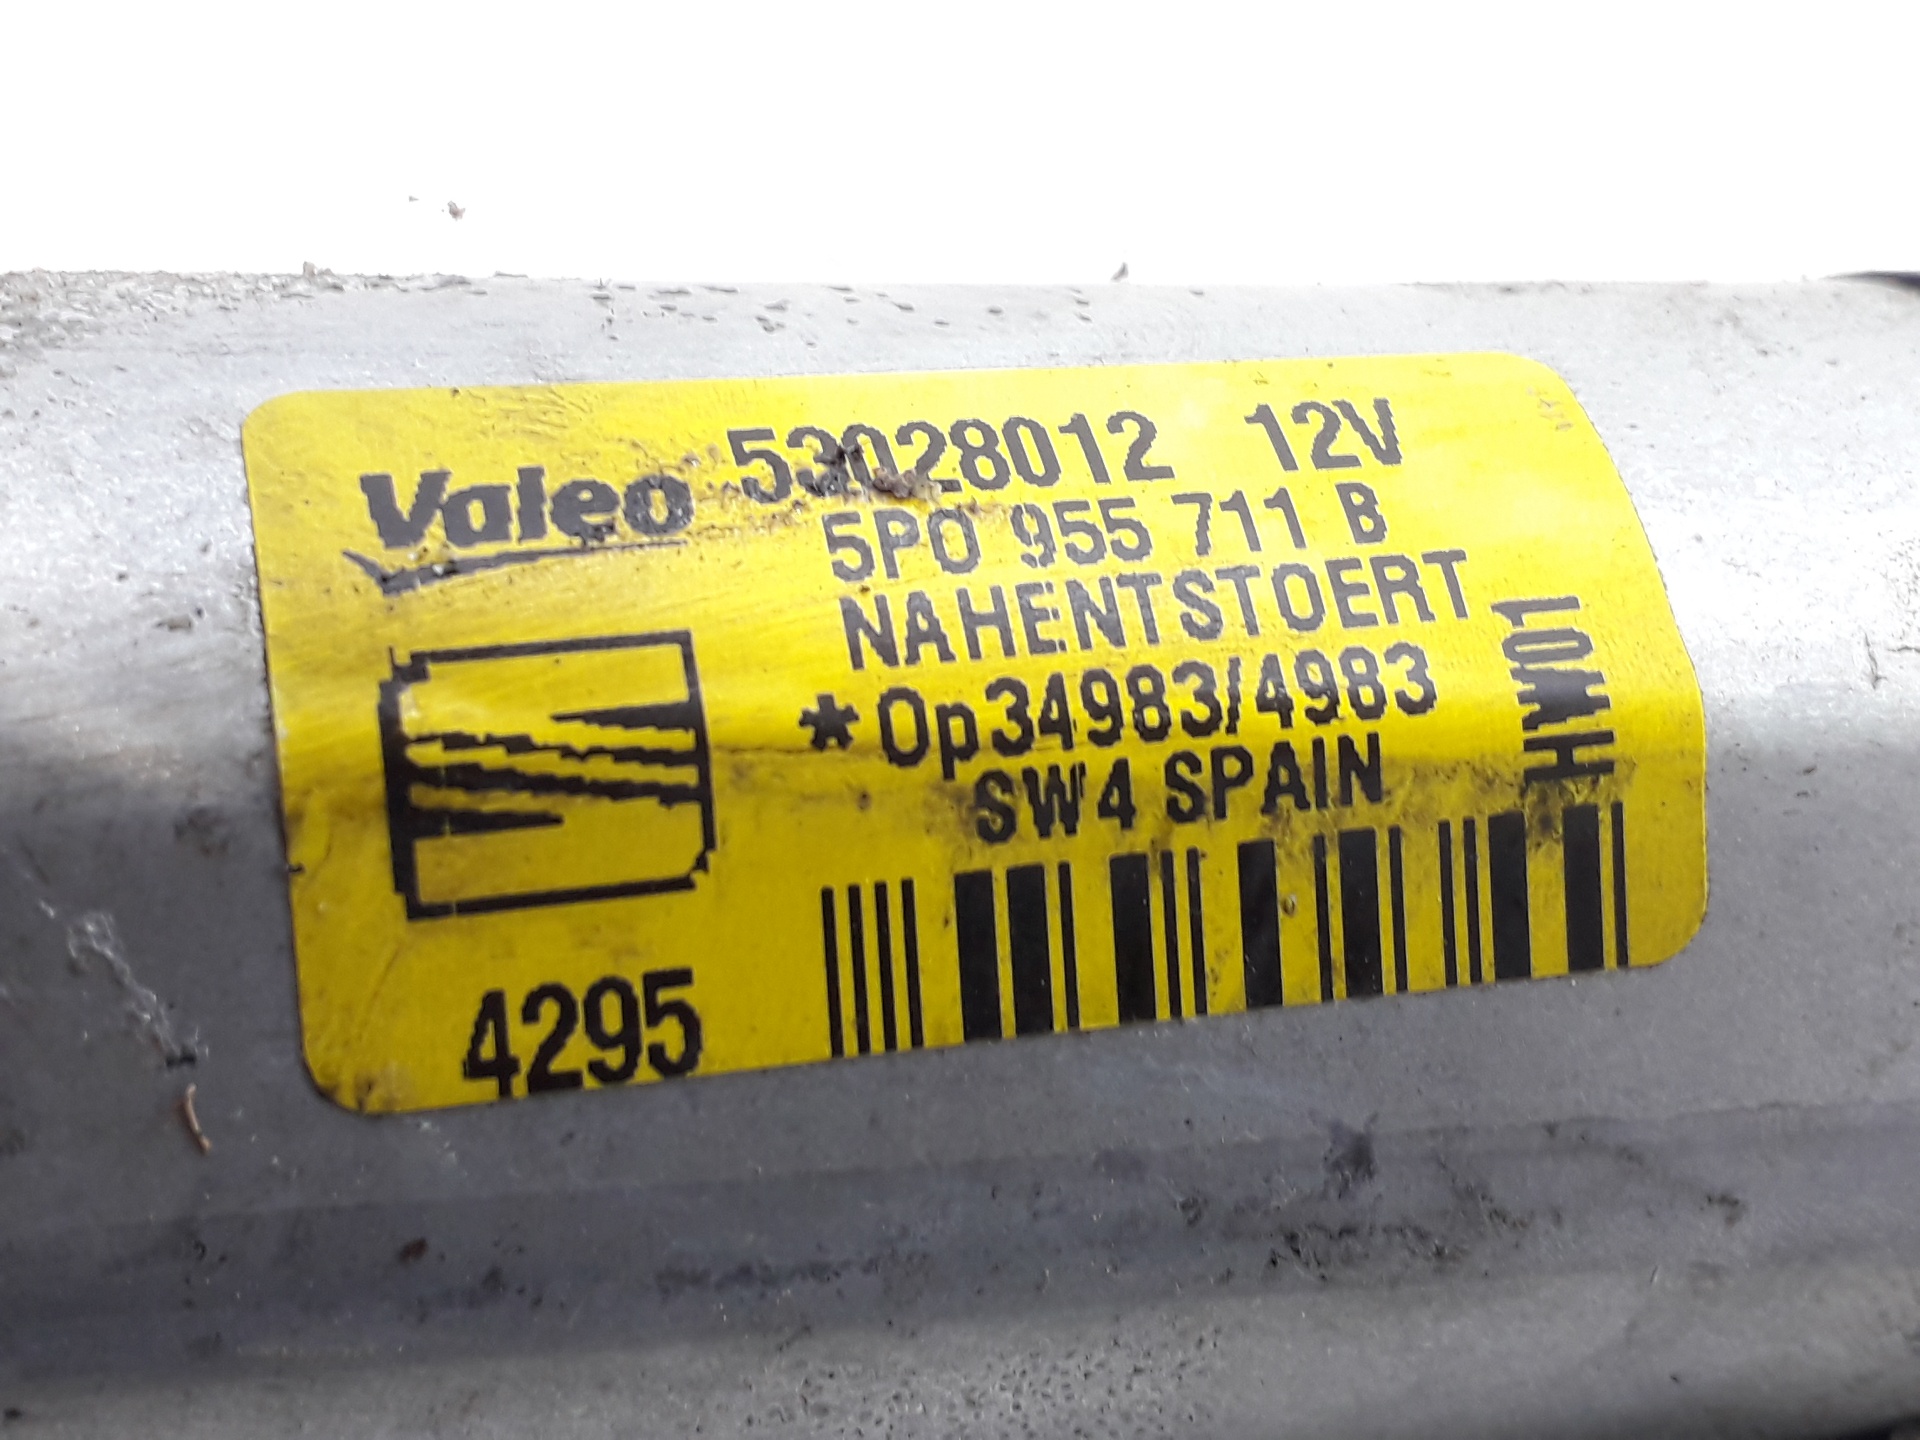 Valeo 53028012 12V
5P0 955 711 B
NAHENTSTOERT
*Op34983/4983
SW4 SPAIN
HW01
4295